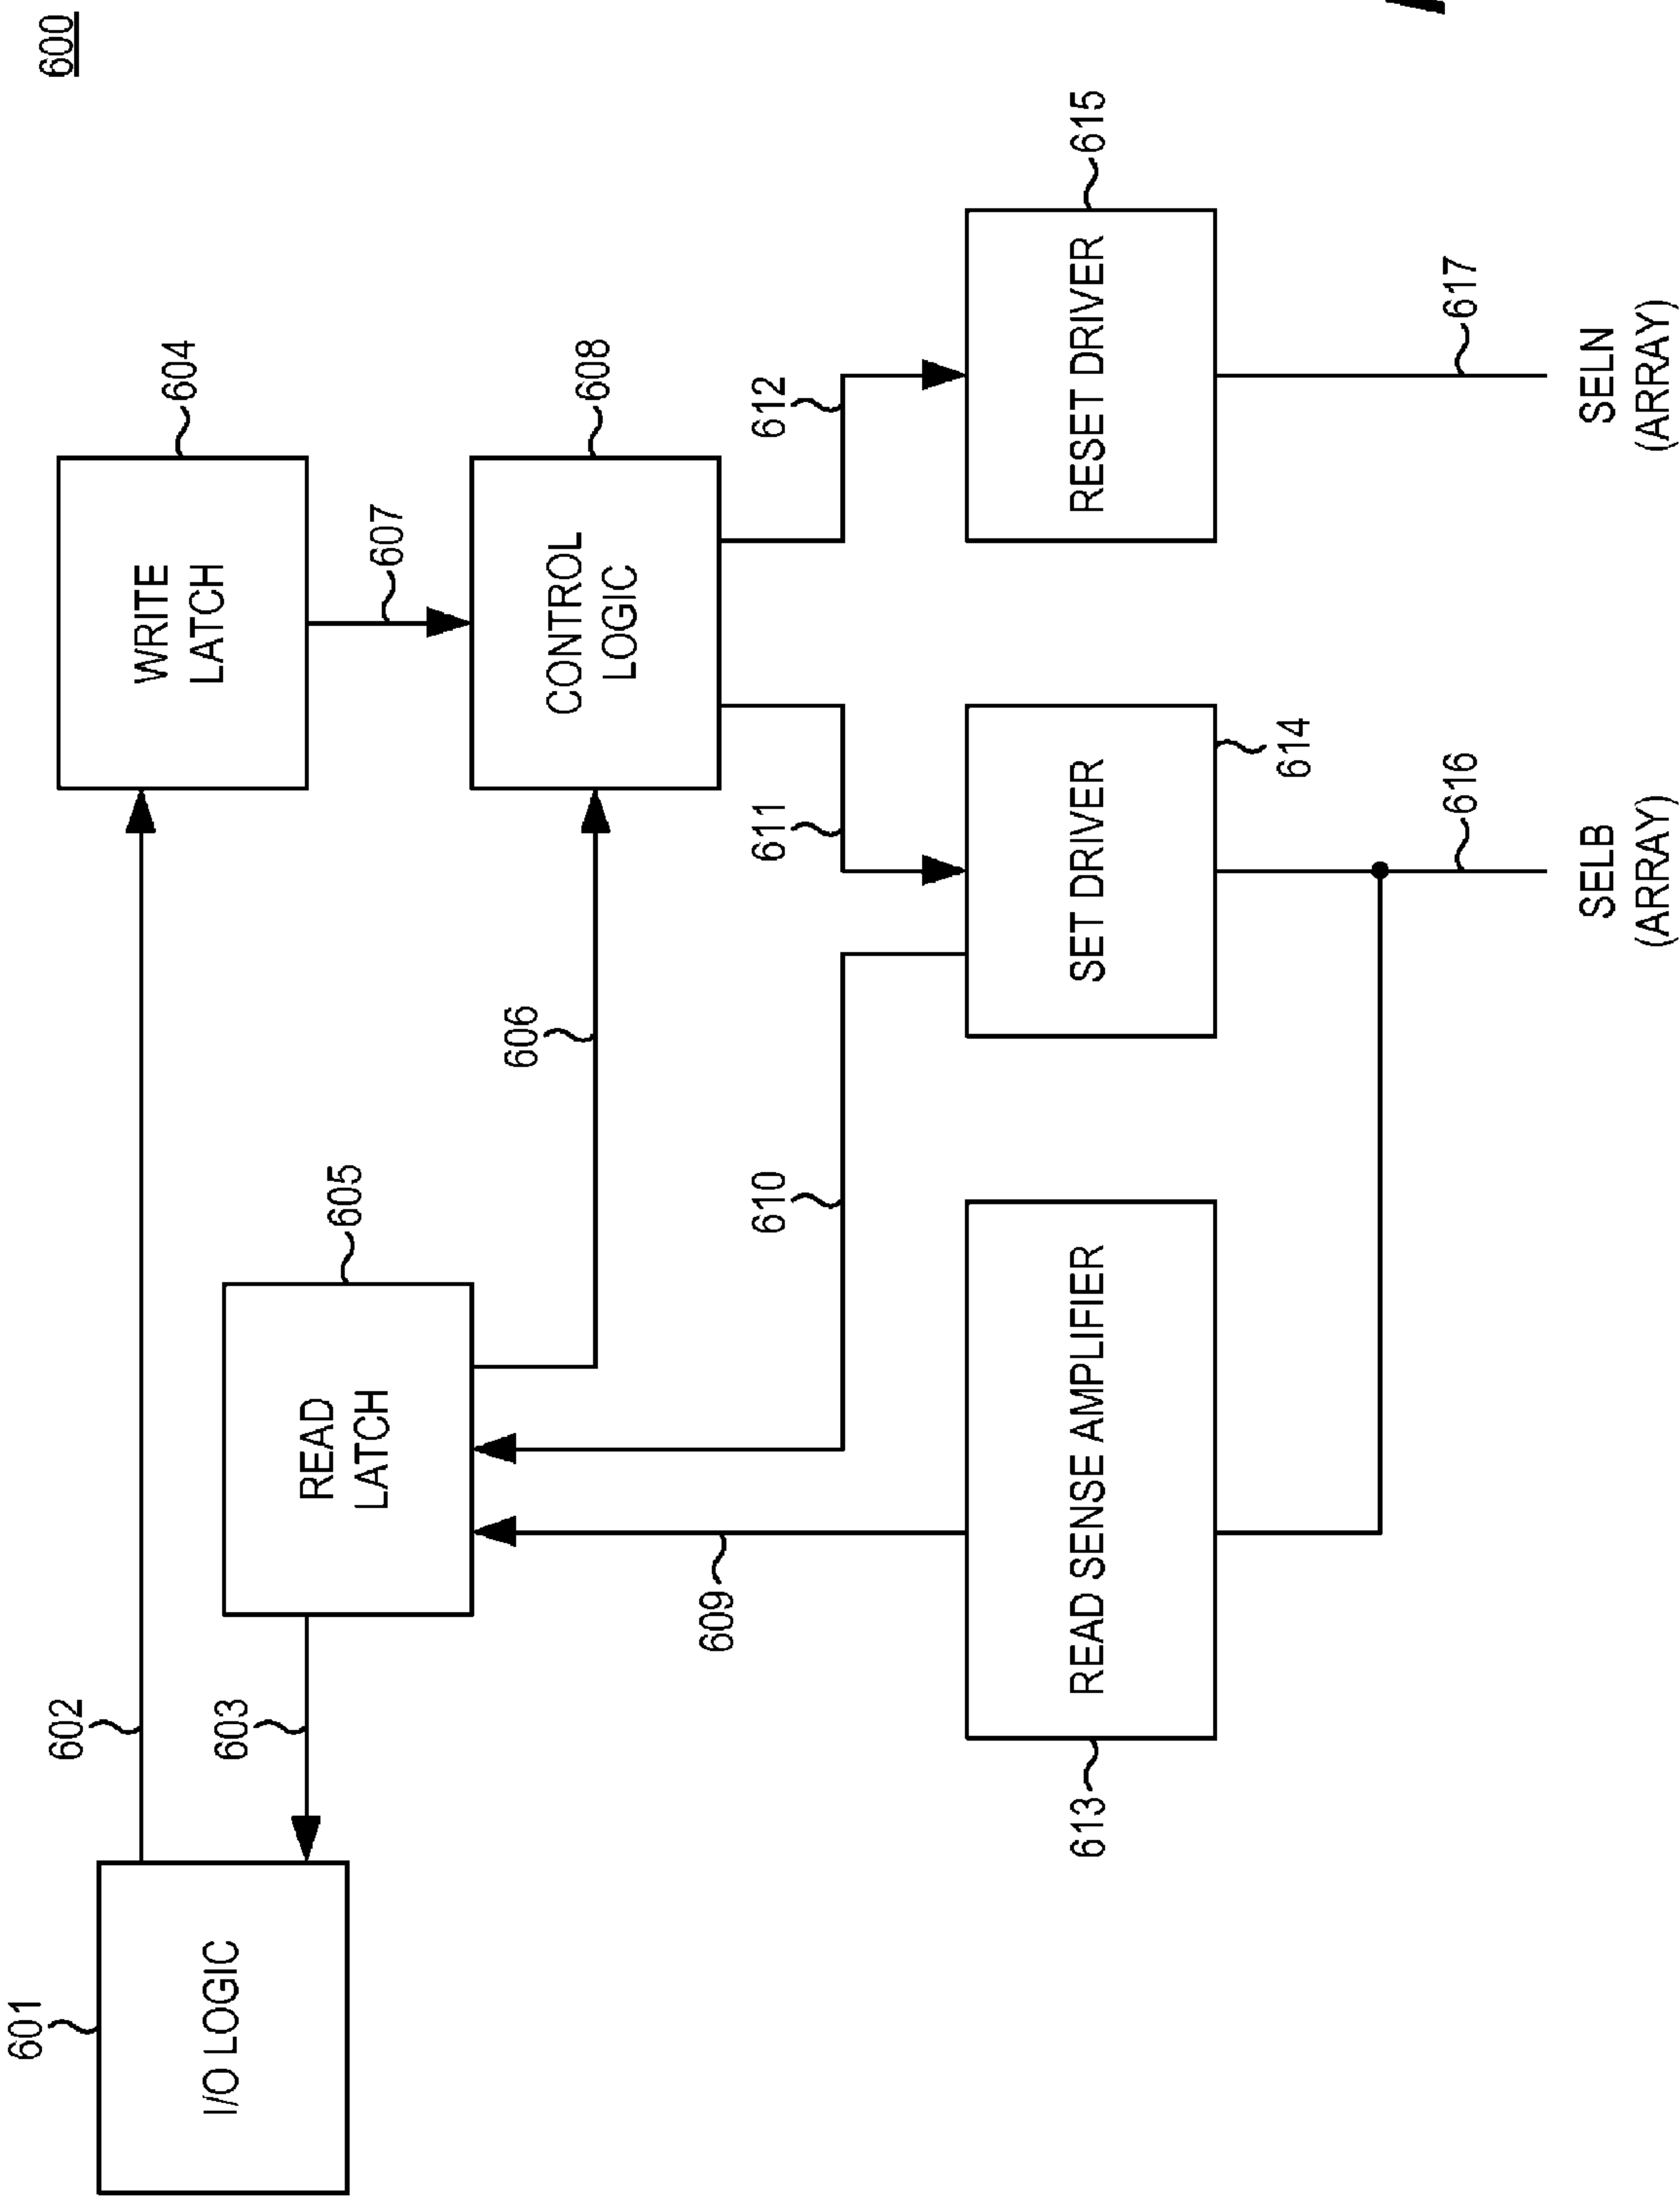 600
601
I/O LOGIC
602
603
WRITE
LATCH
604
READ
LATCH
605
606
607
CONTROL
LOGIC
608
609
610
611
612
READ SENSE AMPLIFIER
613
SET DRIVER
614
RESET DRIVER
615
616
617
SELB
(ARRAY)
SELN
(ARRAY)